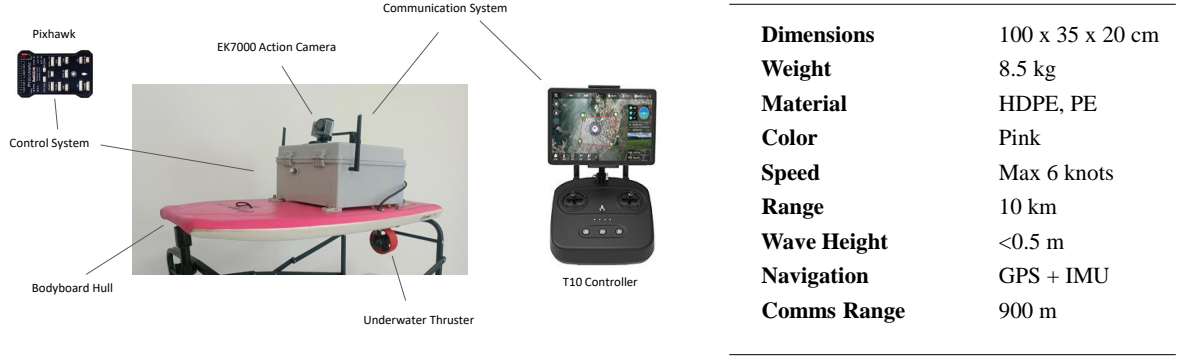 Communication System
Pixhawk
EK7000 Action Camera
Control System
Bodyboard Hull
T10 Controller
Underwater Thruster
Dimensions 100 x 35 x 20 cm
Weight 8.5 kg
Material HDPE, PE
Color Pink
Speed Max 6 knots
Range 10 km
Wave Height <0.5 m
Navigation GPS + IMU
Comms Range 900 m